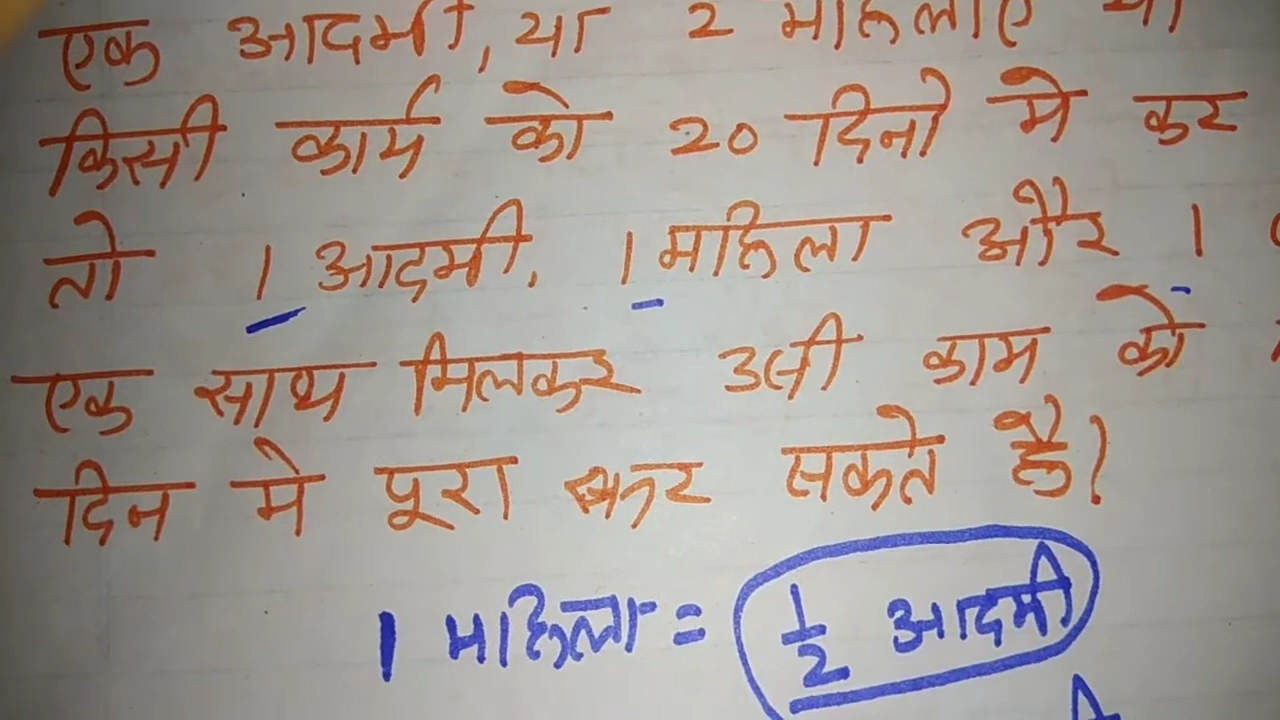 एक आदमी, या 2 महिलाए या
किसी कार्य को 20 दिनो मे कर
तो 1 आदमी, 1 महिला और 1
एक साथ मिलकर उसी काम को
दिन मे पूरा कर सकते है।
1 महिला = 1/2 आदमी